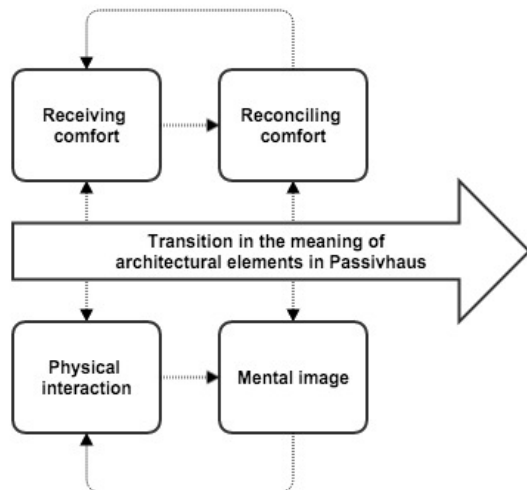 Receiving
comfort
Reconciling
comfort
Transition in the meaning of
architectural elements in Passivhaus
Physical
interaction
Mental image